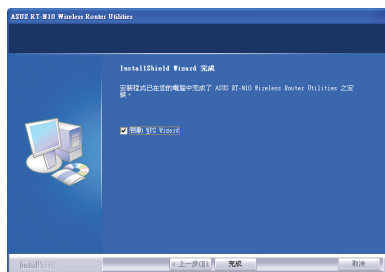 ASUS RT-N10 Wireless Router Utilities
InstallShield Wizard 完成
安裝程式已在您的電腦中完成了 ASUS RT-N10 Wireless Router Utilities 之安
裝。
啟動 WPS Wizard
InstallShield
< 上一步(B)
完成
取消